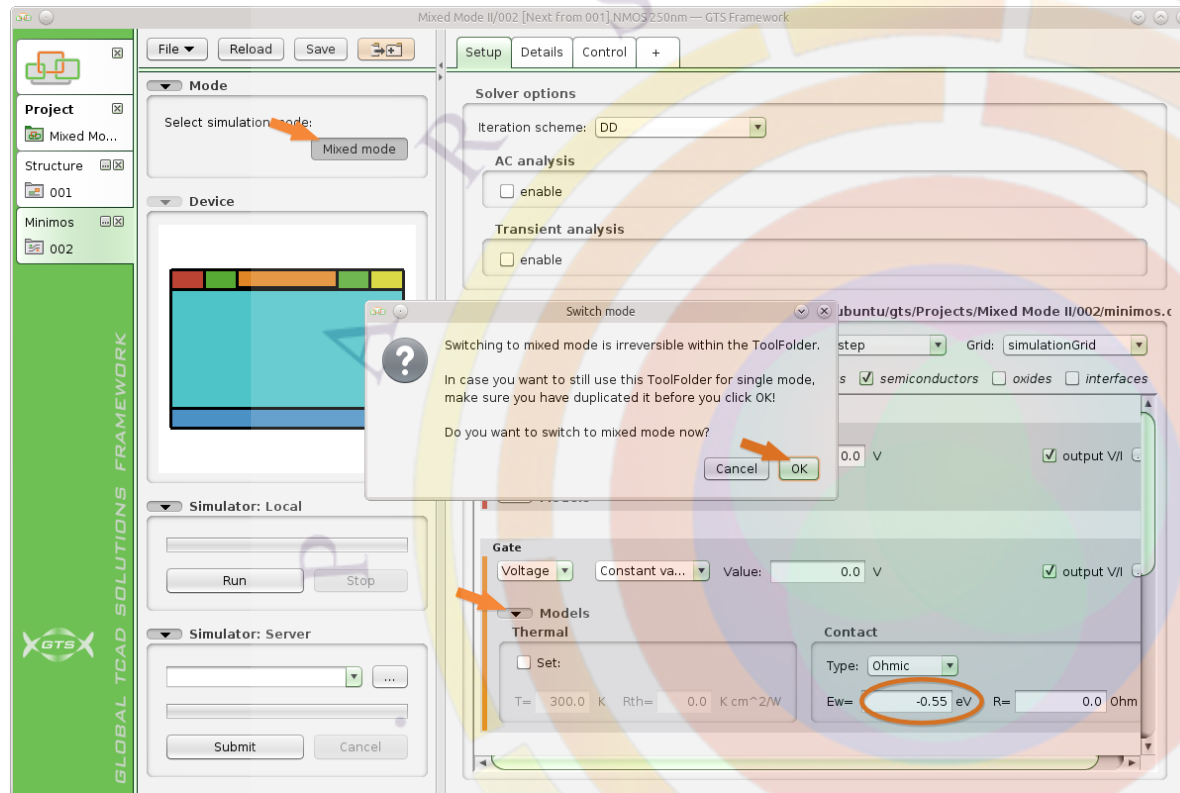 Mixed Mode II/002 [Next from 001] NMOS 250nm — GTS Framework
File Reload Save
Setup Details Control +
Project
Mixed Mo...
Structure
001
Minimos
002
GLOBAL TCAD SOLUTIONS FRAMEWORK
GTS
Mode
Select simulation mode:
Mixed mode
Device
Simulator: Local
Run Stop
Simulator: Server
...
Submit Cancel
Solver options
Iteration scheme: DD
AC analysis
enable
Transient analysis
enable
ubuntu/gts/Projects/Mixed Mode II/002/minimos.
step Grid: simulationGrid
s semiconductors oxides interfaces
Switch mode
Switching to mixed mode is irreversible within the ToolFolder.
In case you want to still use this ToolFolder for single mode,
make sure you have duplicated it before you click OK!
Do you want to switch to mixed mode now?
Cancel OK
0.0 V output V/I
Models
Gate
Voltage Constant va... Value: 0.0 V output V/I
Models
Thermal
Set:
T= 300.0 K Rth= 0.0 K cm^2/W
Contact
Type: Ohmic
Ew= -0.55 eV R= 0.0 Ohm
P A R S